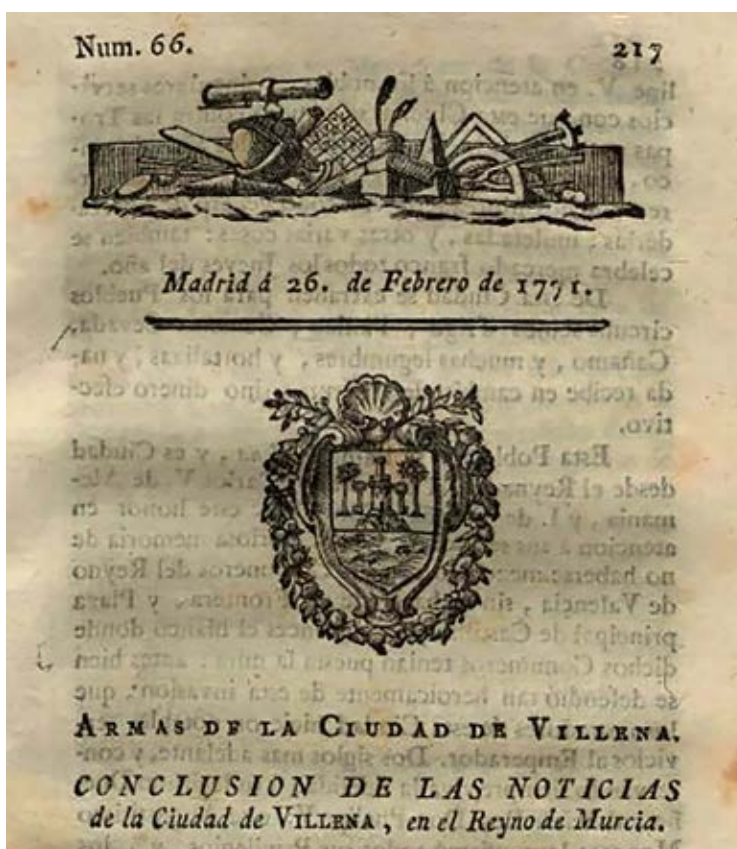 Num. 66.
217
Madrid á 26. de Febrero de 1771.
ARMAS DE LA CIUDAD DE VILLENA.
CONCLUSION DE LAS NOTICIAS
de la Ciudad de VILLENA, en el Reyno de Murcia.